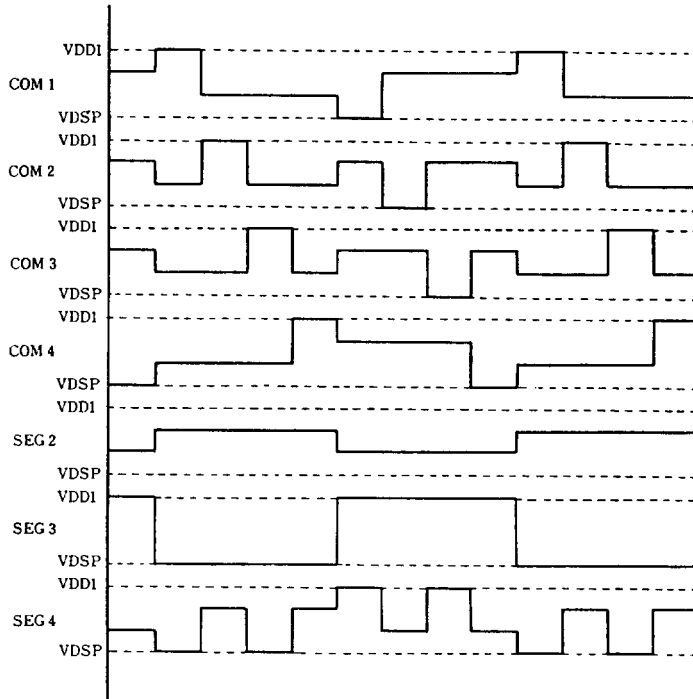 VDD1
COM 1
VDSP
VDD1
COM 2
VDSP
VDD1
COM 3
VDSP
VDD1
COM 4
VDSP
VDD1
SEG 2
VDSP
VDD1
SEG 3
VDSP
VDD1
SEG 4
VDSP